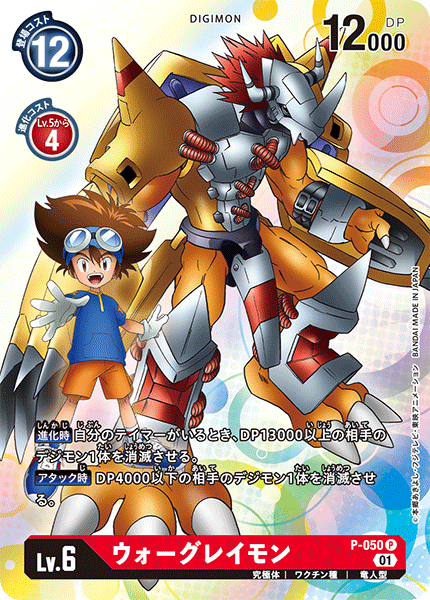 DIGIMON
登場コスト
12
DP
12000
進化コスト
Lv.5から
4
進化時 自分のテイマーがいるとき、DP13000以上の相手の
デジモン1体を消滅させる。
アタック時 DP4000以下の相手のデジモン1体を消滅させ
る。
©本郷あきよし・フジテレビ・東映アニメーション BANDAI MADE IN JAPAN
P-050 P
Lv.6
ウォーグレイモン
01
究極体 | ワクチン種 | 竜人型